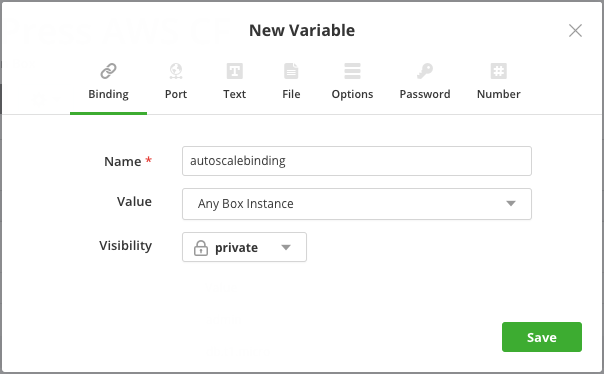 New Variable
Binding Port Text File Options Password Number
Name * autoscalebinding
Value Any Box Instance
Visibility private
Save